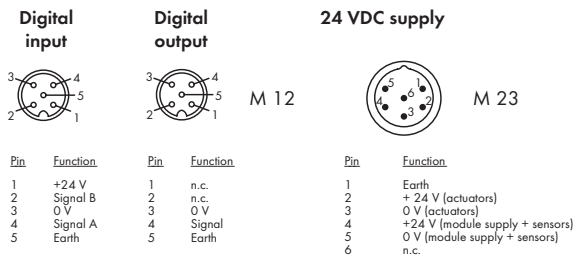 Digital input
Digital output
24 VDC supply
3 4 5 2 1
3 4 5 2 1
M 12
5 1 6 4 2 3
M 23
Pin Function
1 +24 V
2 Signal B
3 0 V
4 Signal A
5 Earth
Pin Function
1 n.c.
2 n.c.
3 0 V
4 Signal
5 Earth
Pin Function
1 Earth
2 + 24 V (actuators)
3 0 V (actuators)
4 +24 V (module supply + sensors)
5 0 V (module supply + sensors)
6 n.c.